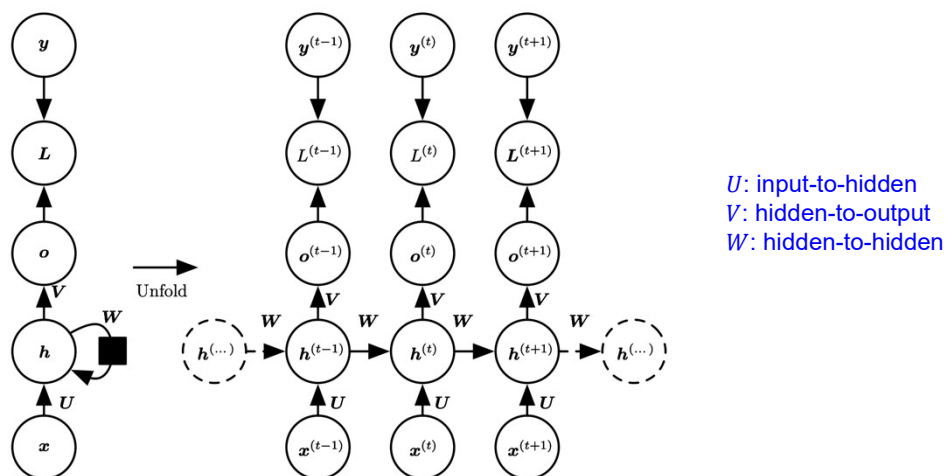 y y^{(t-1)} y^{(t)} y^{(t+1)}
L L^{(t-1)} L^{(t)} L^{(t+1)}
U: input-to-hidden
V: hidden-to-output
W: hidden-to-hidden
o o^{(t-1)} o^{(t)} o^{(t+1)}
Unfold
V V V V
W W W W W
h h^{(...)} h^{(t-1)} h^{(t)} h^{(t+1)} h^{(...)}
U U U U
x x^{(t-1)} x^{(t)} x^{(t+1)}